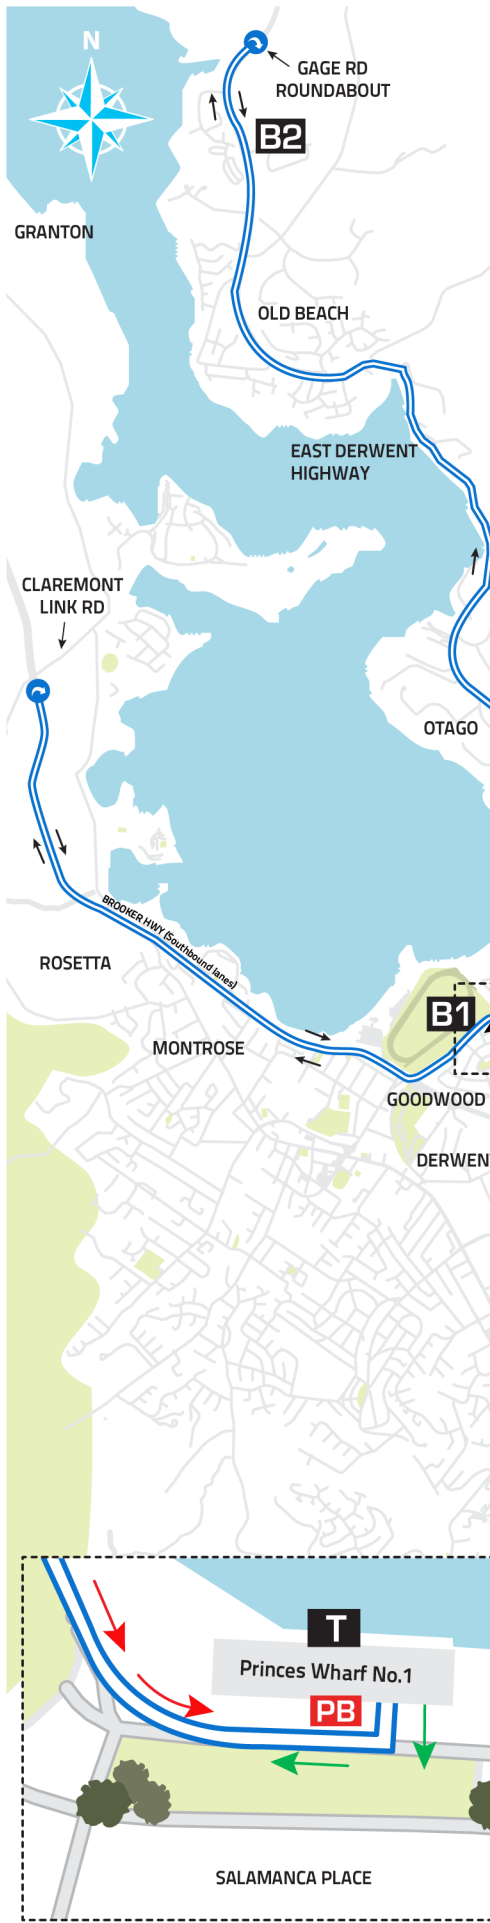 N
GAGE RD
ROUNDABOUT
B2
GRANTON
OLD BEACH
EAST DERWENT
HIGHWAY
CLAREMONT
LINK RD
OTAGO
BROOKER HWY (Southbound lanes)
ROSETTA
B1
MONTROSE
GOODWOOD
DERWEN
T
Princes Wharf No.1
PB
SALAMANCA PLACE